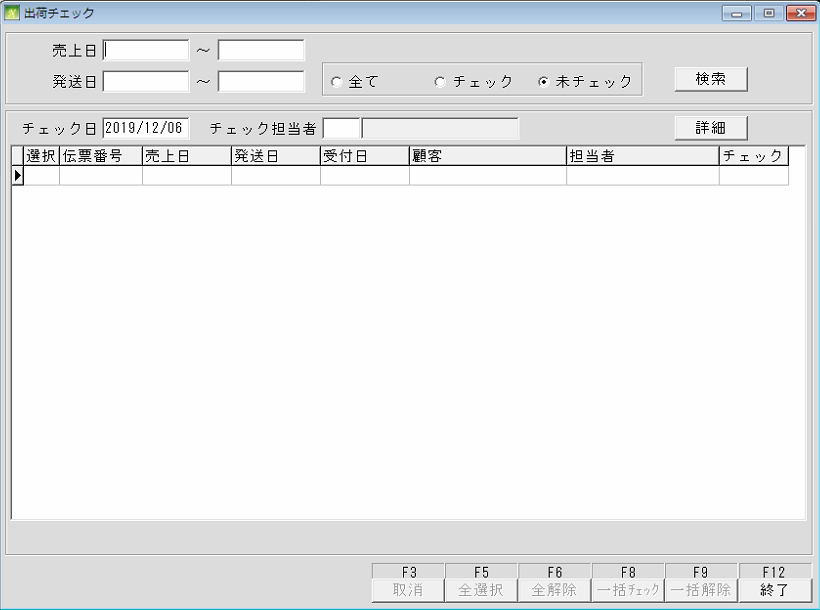 出荷チェック
売上日 ～
発送日 ～ 全て チェック 未チェック 検索
チェック日 2019/12/06 チェック担当者 詳細
選択 伝票番号 売上日 発送日 受付日 顧客 担当者 チェック
F3 F5 F6 F8 F9 F12
取消 全選択 全解除 一括ﾁｪｯｸ 一括解除 終了